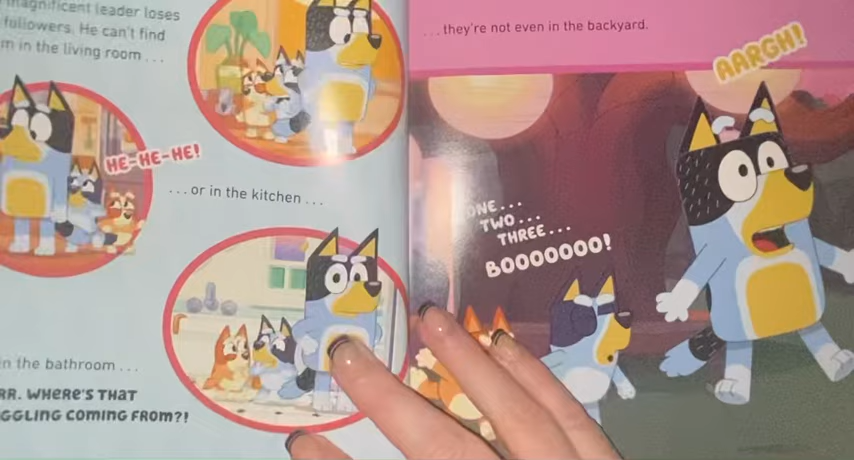 magnificent leader loses
followers. He can't find
m in the living room ...
HE-HE-HE!
... or in the kitchen ...
n the bathroom ...
RR. WHERE'S THAT
GGLING COMING FROM?!
... they're not even in the backyard.
AARGH!
ONE...
TWO...
THREE...
BOOOOOOO!